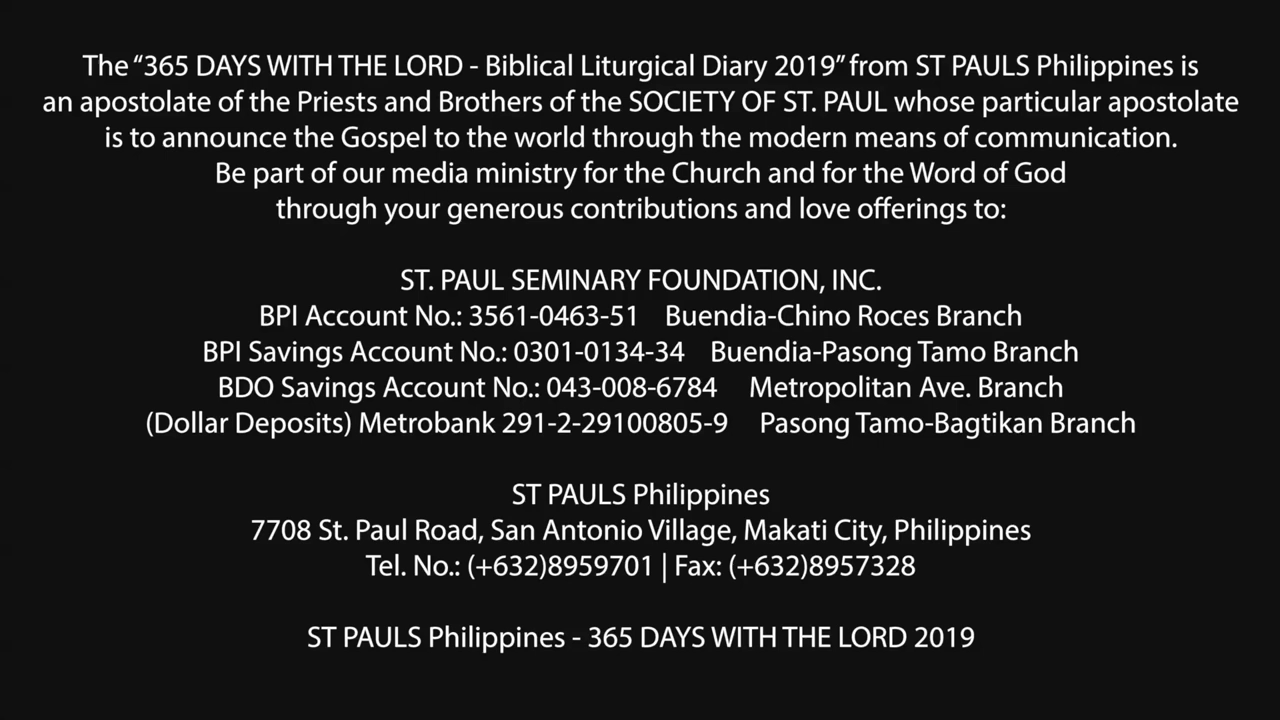 The “365 DAYS WITH THE LORD - Biblical Liturgical Diary 2019” from ST PAULS Philippines is
an apostolate of the Priests and Brothers of the SOCIETY OF ST. PAUL whose particular apostolate
is to announce the Gospel to the world through the modern means of communication.
Be part of our media ministry for the Church and for the Word of God
through your generous contributions and love offerings to:
ST. PAUL SEMINARY FOUNDATION, INC.
BPI Account No.: 3561-0463-51 Buendia-Chino Roces Branch
BPI Savings Account No.: 0301-0134-34 Buendia-Pasong Tamo Branch
BDO Savings Account No.: 043-008-6784 Metropolitan Ave. Branch
(Dollar Deposits) Metrobank 291-2-29100805-9 Pasong Tamo-Bagtikan Branch
ST PAULS Philippines
7708 St. Paul Road, San Antonio Village, Makati City, Philippines
Tel. No.: (+632)8959701 | Fax: (+632)8957328
ST PAULS Philippines - 365 DAYS WITH THE LORD 2019